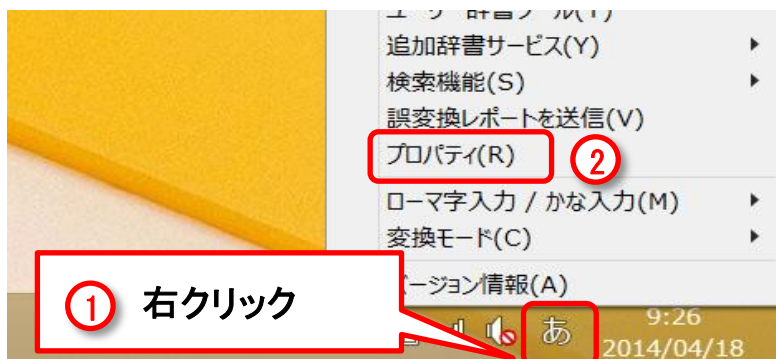 追加辞書サービス(Y)
検索機能(S)
誤変換レポートを送信(V)
プロパティ(R)
②
ローマ字入力 / かな入力(M)
変換モード(C)
ージョン情報(A)
① 右クリック
あ
9:26
2014/04/18